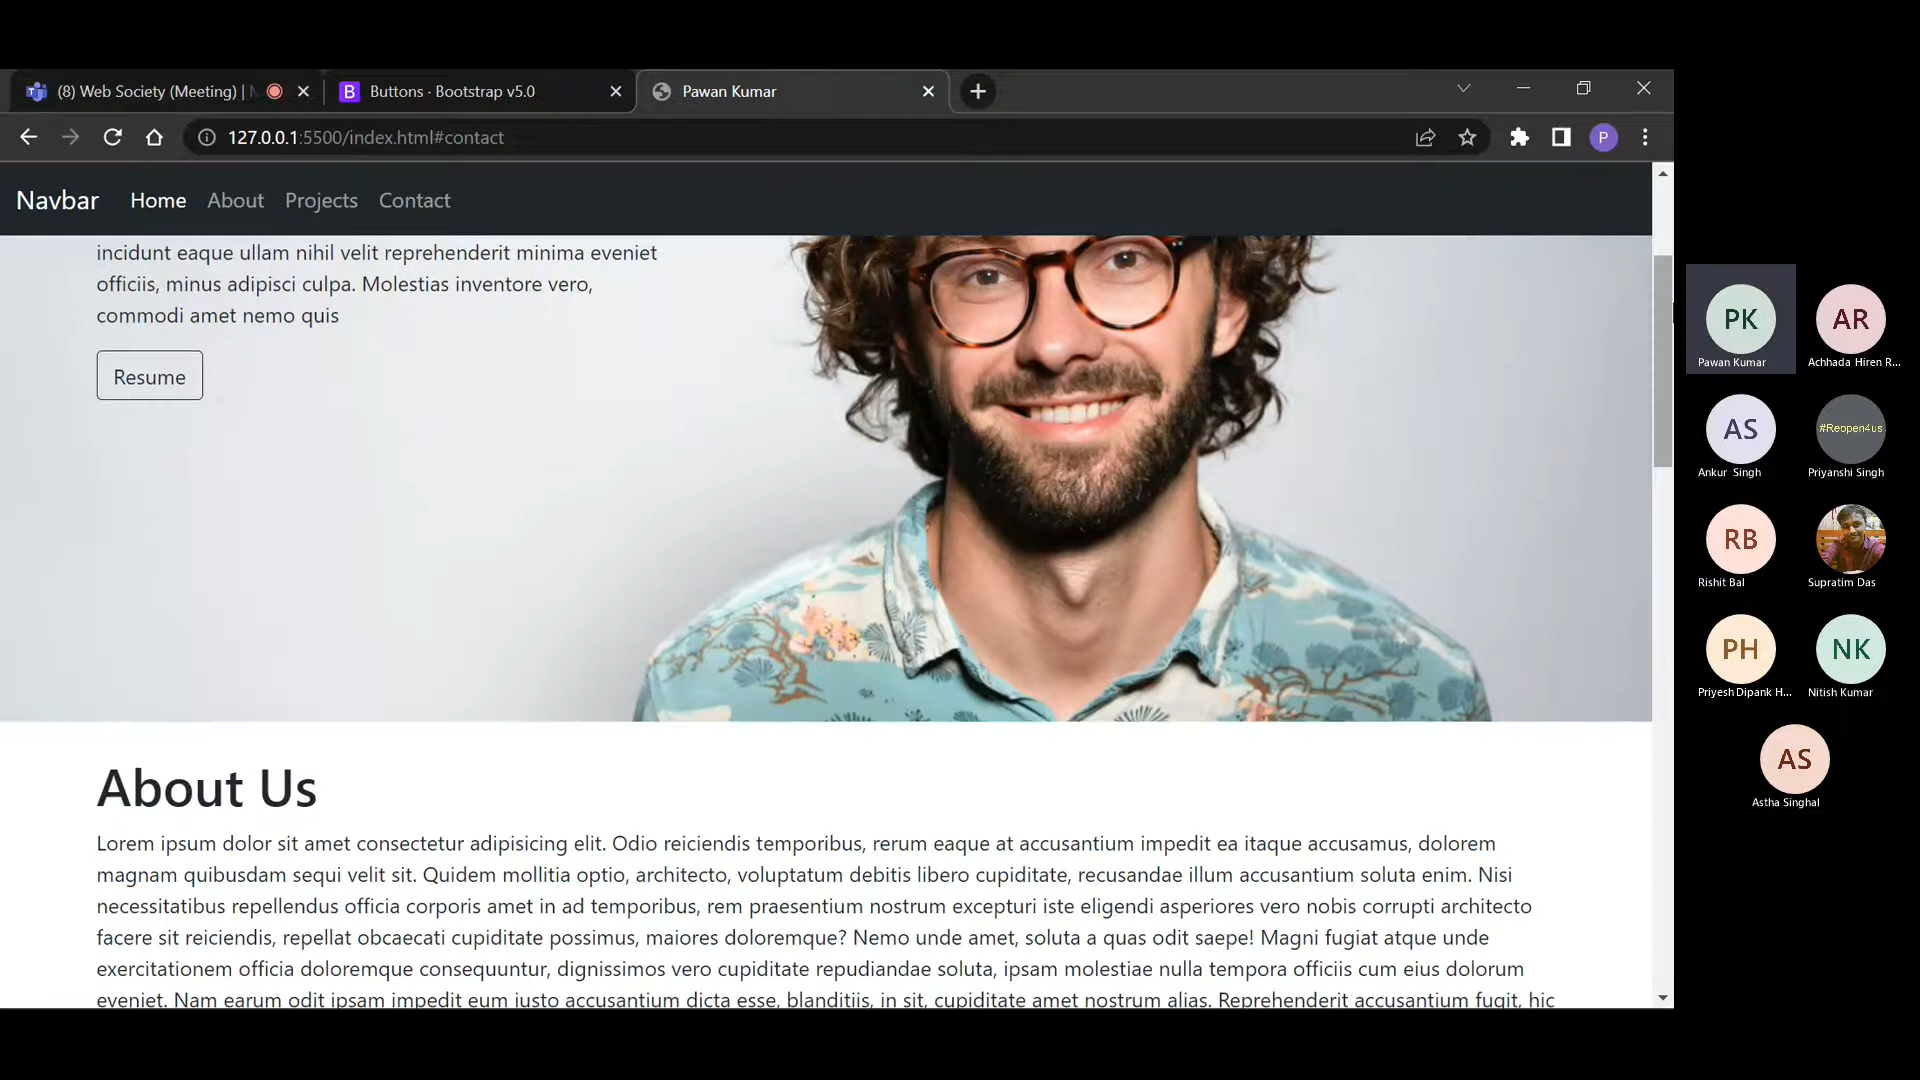 (8) Web Society (Meeting) |
Buttons · Bootstrap v5.0
Pawan Kumar
127.0.0.1:5500/index.html#contact
P
Navbar Home About Projects Contact
incidunt eaque ullam nihil velit reprehenderit minima eveniet
officiis, minus adipisci culpa. Molestias inventore vero,
commodi amet nemo quis
Resume
About Us
Lorem ipsum dolor sit amet consectetur adipisicing elit. Odio reiciendis temporibus, rerum eaque at accusantium impedit ea itaque accusamus, dolorem
magnam quibusdam sequi velit sit. Quidem mollitia optio, architecto, voluptatum debitis libero cupiditate, recusandae illum accusantium soluta enim. Nisi
necessitatibus repellendus officia corporis amet in ad temporibus, rem praesentium nostrum excepturi iste eligendi asperiores vero nobis corrupti architecto
facere sit reiciendis, repellat obcaecati cupiditate possimus, maiores doloremque? Nemo unde amet, soluta a quas odit saepe! Magni fugiat atque unde
exercitationem officia doloremque consequuntur, dignissimos vero cupiditate repudiandae soluta, ipsam molestiae nulla tempora officiis cum eius dolorum
eveniet. Nam earum odit ipsam impedit eum iusto accusantium dicta esse, blanditiis, in sit, cupiditate amet nostrum alias. Reprehenderit accusantium fugit, hic
PK
Pawan Kumar
AR
Achhada Hiren R...
AS
Ankur Singh
#Reopen4us
Priyanshi Singh
RB
Rishit Bal
Supratim Das
PH
Priyesh Dipank H...
NK
Nitish Kumar
AS
Astha Singhal